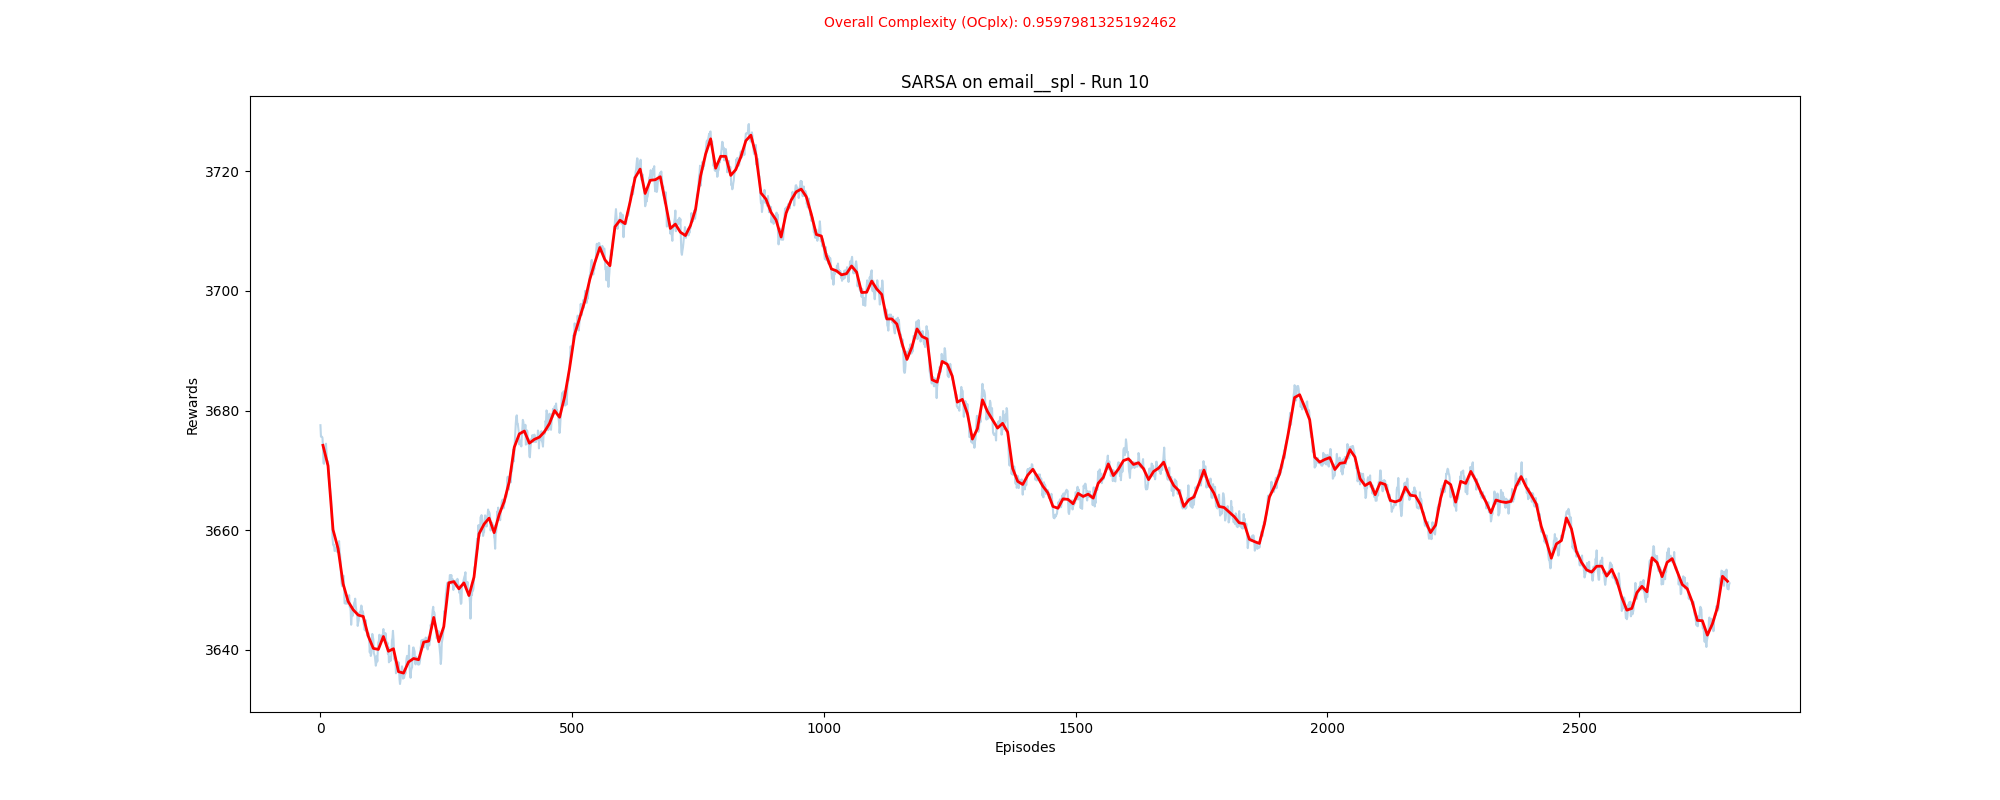 Overall Complexity (OCplx): 0.9597981325192462
SARSA on email__spl - Run 10
Rewards
3720
3700
3680
3660
3640
0 500 1000 1500 2000 2500
Episodes